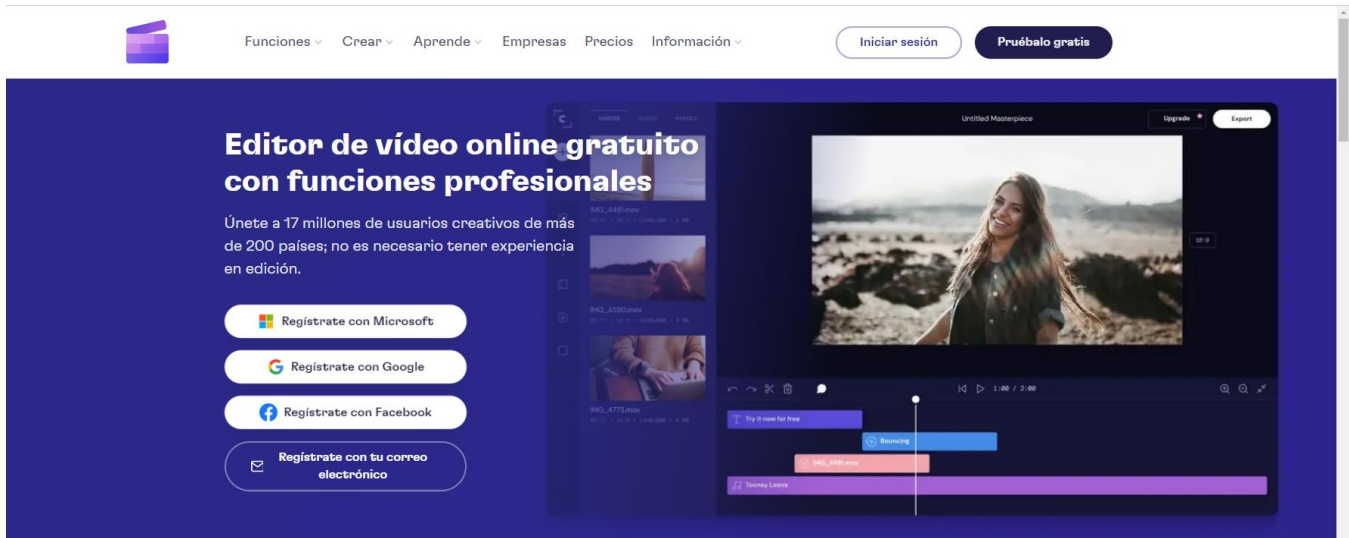 Funciones Crear Aprende Empresas Precios Información Iniciar sesión Pruébalo gratis
Editor de vídeo online gratuito
con funciones profesionales
Únete a 17 millones de usuarios creativos de más
de 200 países; no es necesario tener experiencia
en edición.
Regístrate con Microsoft
Regístrate con Google
Regístrate con Facebook
Regístrate con tu correo
electrónico
VIDEOS AUDIO IMAGES
Untitled Masterpiece
Upgrade
Export
IMG_4481.mov
IMG_4580.mov
IMG_4773.mov
16:9
1:00 / 2:00
Try it now for free
Bouncing
IMG_4481.mov
Tooney Loons